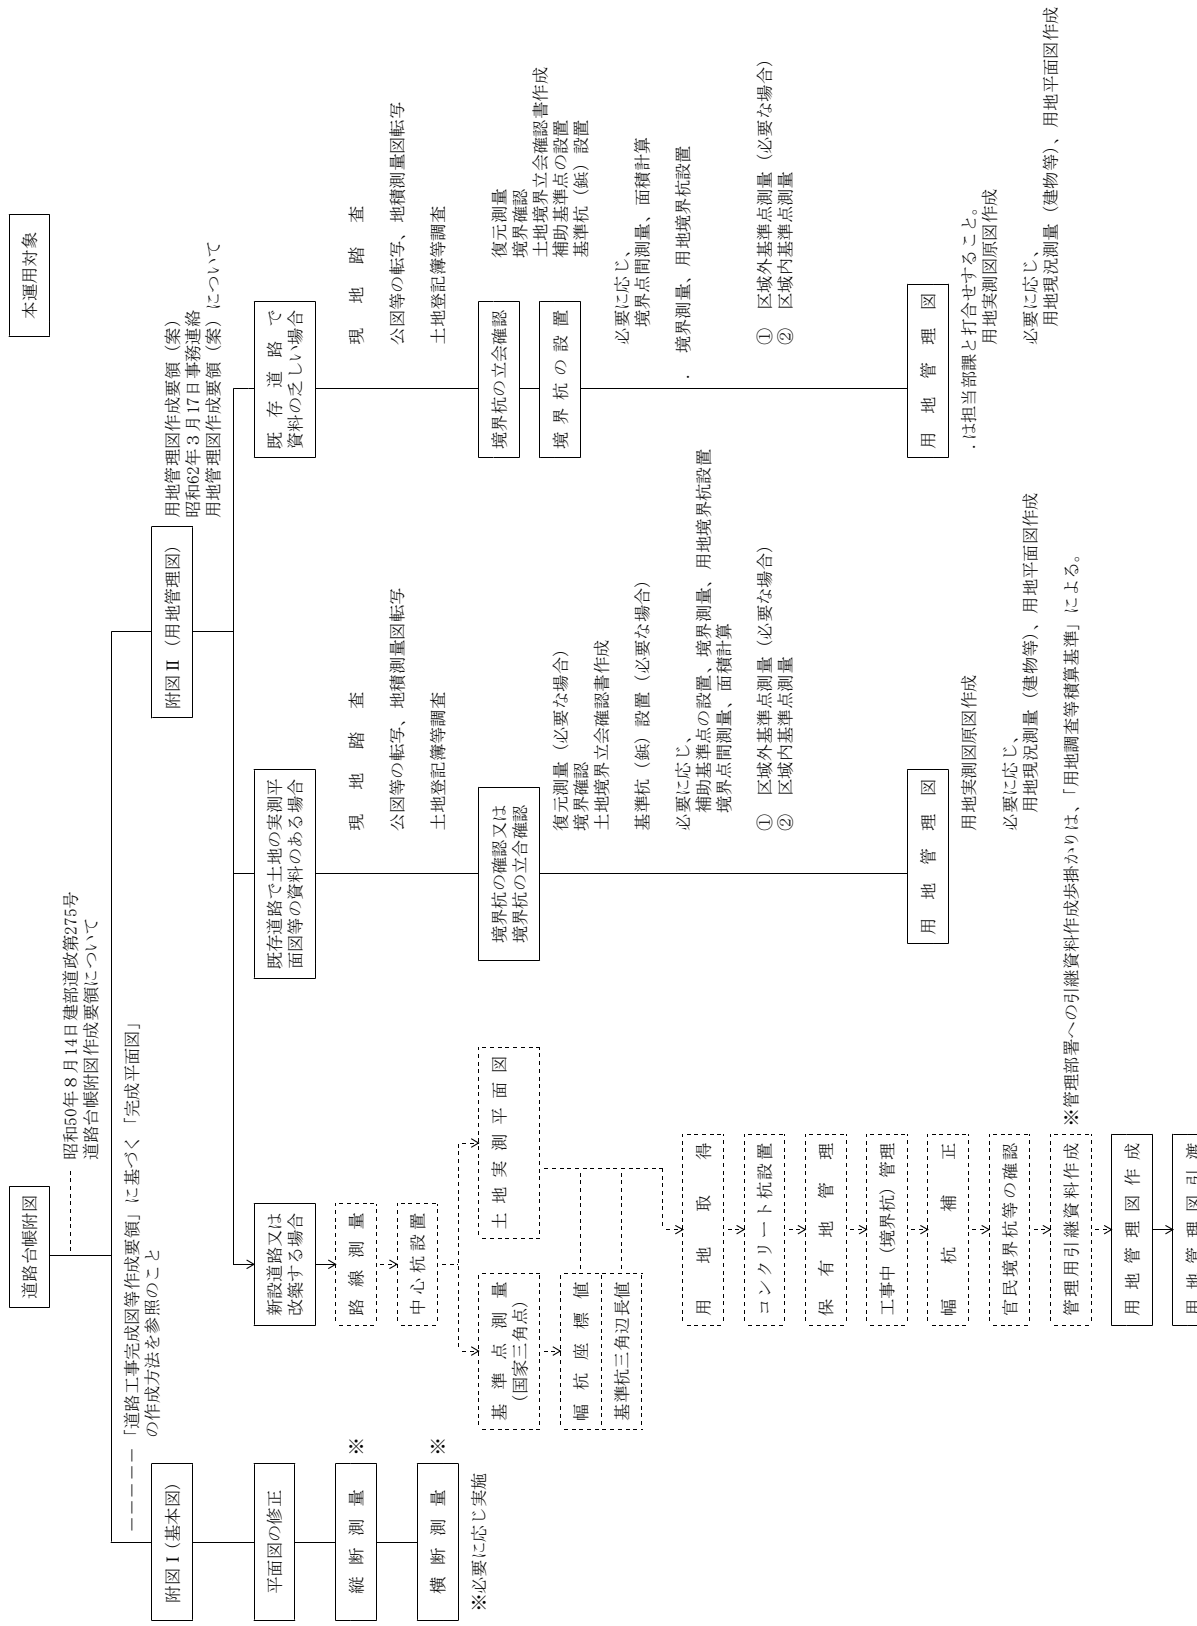 道路台帳附図
昭和50年８月14日建部道政第275号
道路台帳附図作成要領について
本運用対象
「道路工事完成図等作成要領」に基づく「完成平面図」
の作成方法を参照のこと
附図Ⅰ（基本図）
平面図の修正
縦断測量
※
横断測量
※
※必要に応じ実施
附図Ⅱ（用地管理図）
用地管理図作成要領（案）
昭和62年３月17日事務連絡
用地管理図作成要領（案）について
新設道路又は
改築する場合
路線測量
中心杭設置
基準点測量
（国家三角点）
幅杭座標値
基準杭三角辺長値
土地実測平面図
用地取得
コンクリート杭設置
保有地管理
工事中（境界杭）管理
幅杭補正
官民境界杭等の確認
管理用引継資料作成
※管理部署への引継資料作成歩掛かりは、「用地調査等積算基準」による。
用地管理図作成
用地管理図引渡
既存道路で土地の実測平
面図等の資料のある場合
現地踏査
公図等の転写、地積測量図転写
土地登記簿等調査
境界杭の確認又は
境界杭の立合確認
復元測量（必要な場合）
境界確認
土地境界立会確認書作成
基準杭（鋲）設置（必要な場合）
必要に応じ、
補助基準点の設置、境界測量、用地境界杭設置
境界点間測量、面積計算
①　区域外基準点測量（必要な場合）
②　区域内基準点測量
用地管理図
用地実測図原図作成
必要に応じ、
用地現況測量（建物等）、用地平面図作成
既存道路で
資料の乏しい場合
現地踏査
公図等の転写、地積測量図転写
土地登記簿等調査
境界杭の立会確認
境界杭の設置
復元測量
境界確認
土地境界立会確認書作成
補助基準点の設置
基準杭（鋲）設置
必要に応じ、
境界点間測量、面積計算
．境界測量、用地境界杭設置
①　区域外基準点測量（必要な場合）
②　区域内基準点測量
用地管理図
．は担当部課と打合せすること。
用地実測図原図作成
必要に応じ、
用地現況測量（建物等）、用地平面図作成